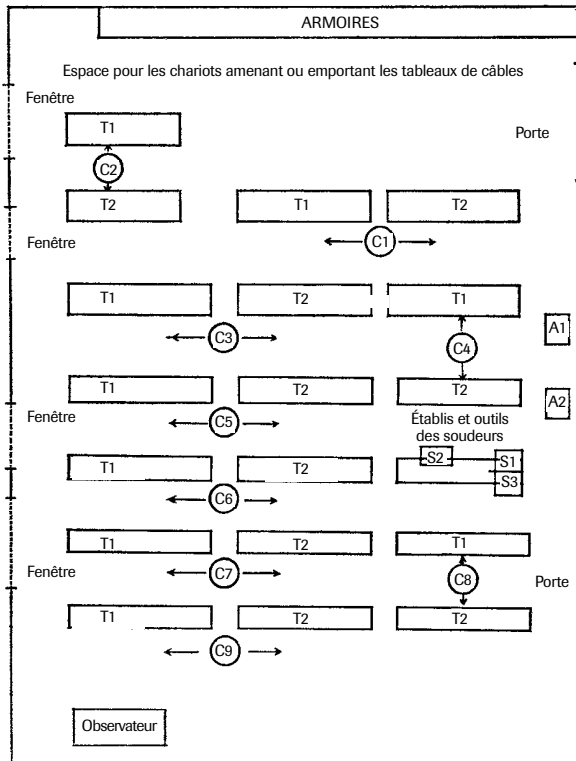 ARMOIRES
Espace pour les chariots amenant ou emportant les tableaux de câbles
Fenêtre
T1
Porte
C2
T2
T1
T2
Fenêtre
C1
T1
T2
T1
A1
C3
C4
T1
T2
T2
A2
Fenêtre
C5
Établis et outils
des soudeurs
T1
T2
S2
S1
C6
S3
T1
T2
T1
Fenêtre
C7
C8
Porte
T1
T2
T2
C9
Observateur